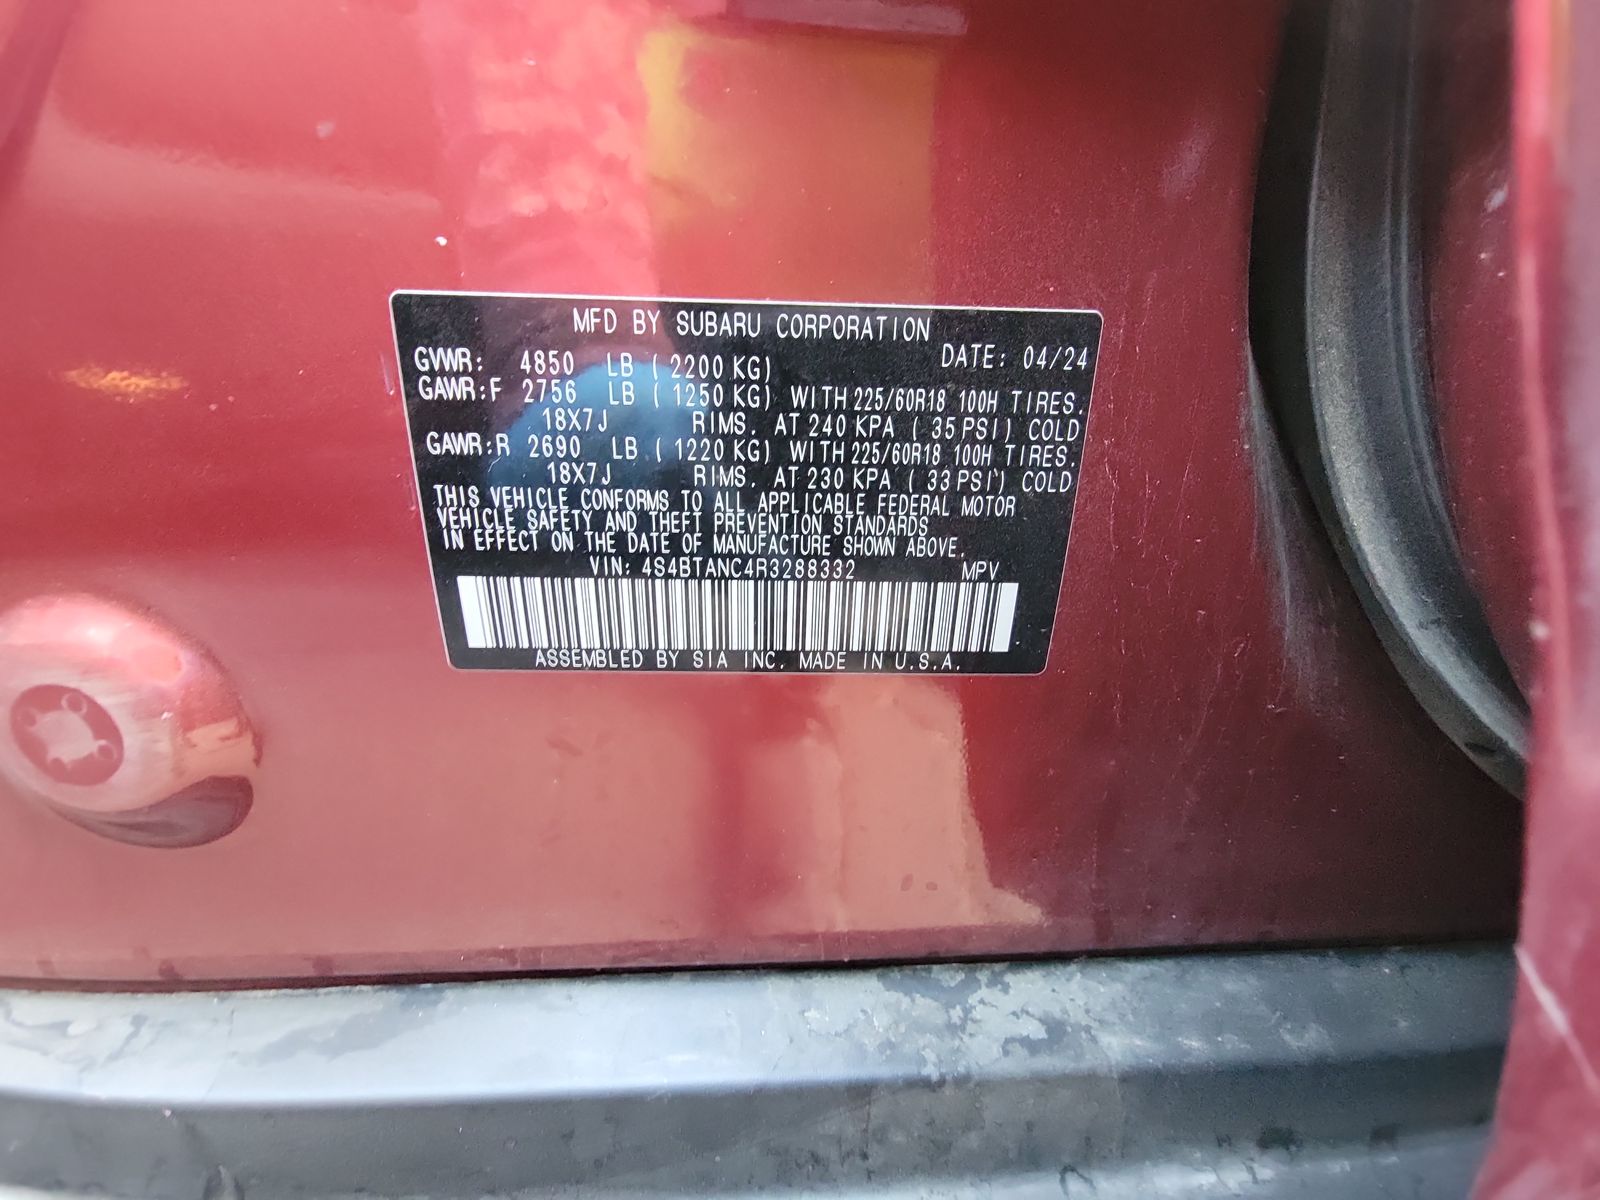 MFD BY SUBARU CORPORATION
GVWR: 4850 LB ( 2200 KG) DATE: 04/24
GAWR:F 2756 LB ( 1250 KG) WITH 225/60R18 100H TIRES.
18X7J RIMS. AT 240 KPA ( 35 PSI) COLD
GAWR:R 2690 LB ( 1220 KG) WITH 225/60R18 100H TIRES.
18X7J RIMS. AT 230 KPA ( 33 PSI) COLD
THIS VEHICLE CONFORMS TO ALL APPLICABLE FEDERAL MOTOR
VEHICLE SAFETY AND THEFT PREVENTION STANDARDS
IN EFFECT ON THE DATE OF MANUFACTURE SHOWN ABOVE.
VIN: 4S4BTANC4R3288332 MPV
ASSEMBLED BY SIA INC. MADE IN U.S.A.